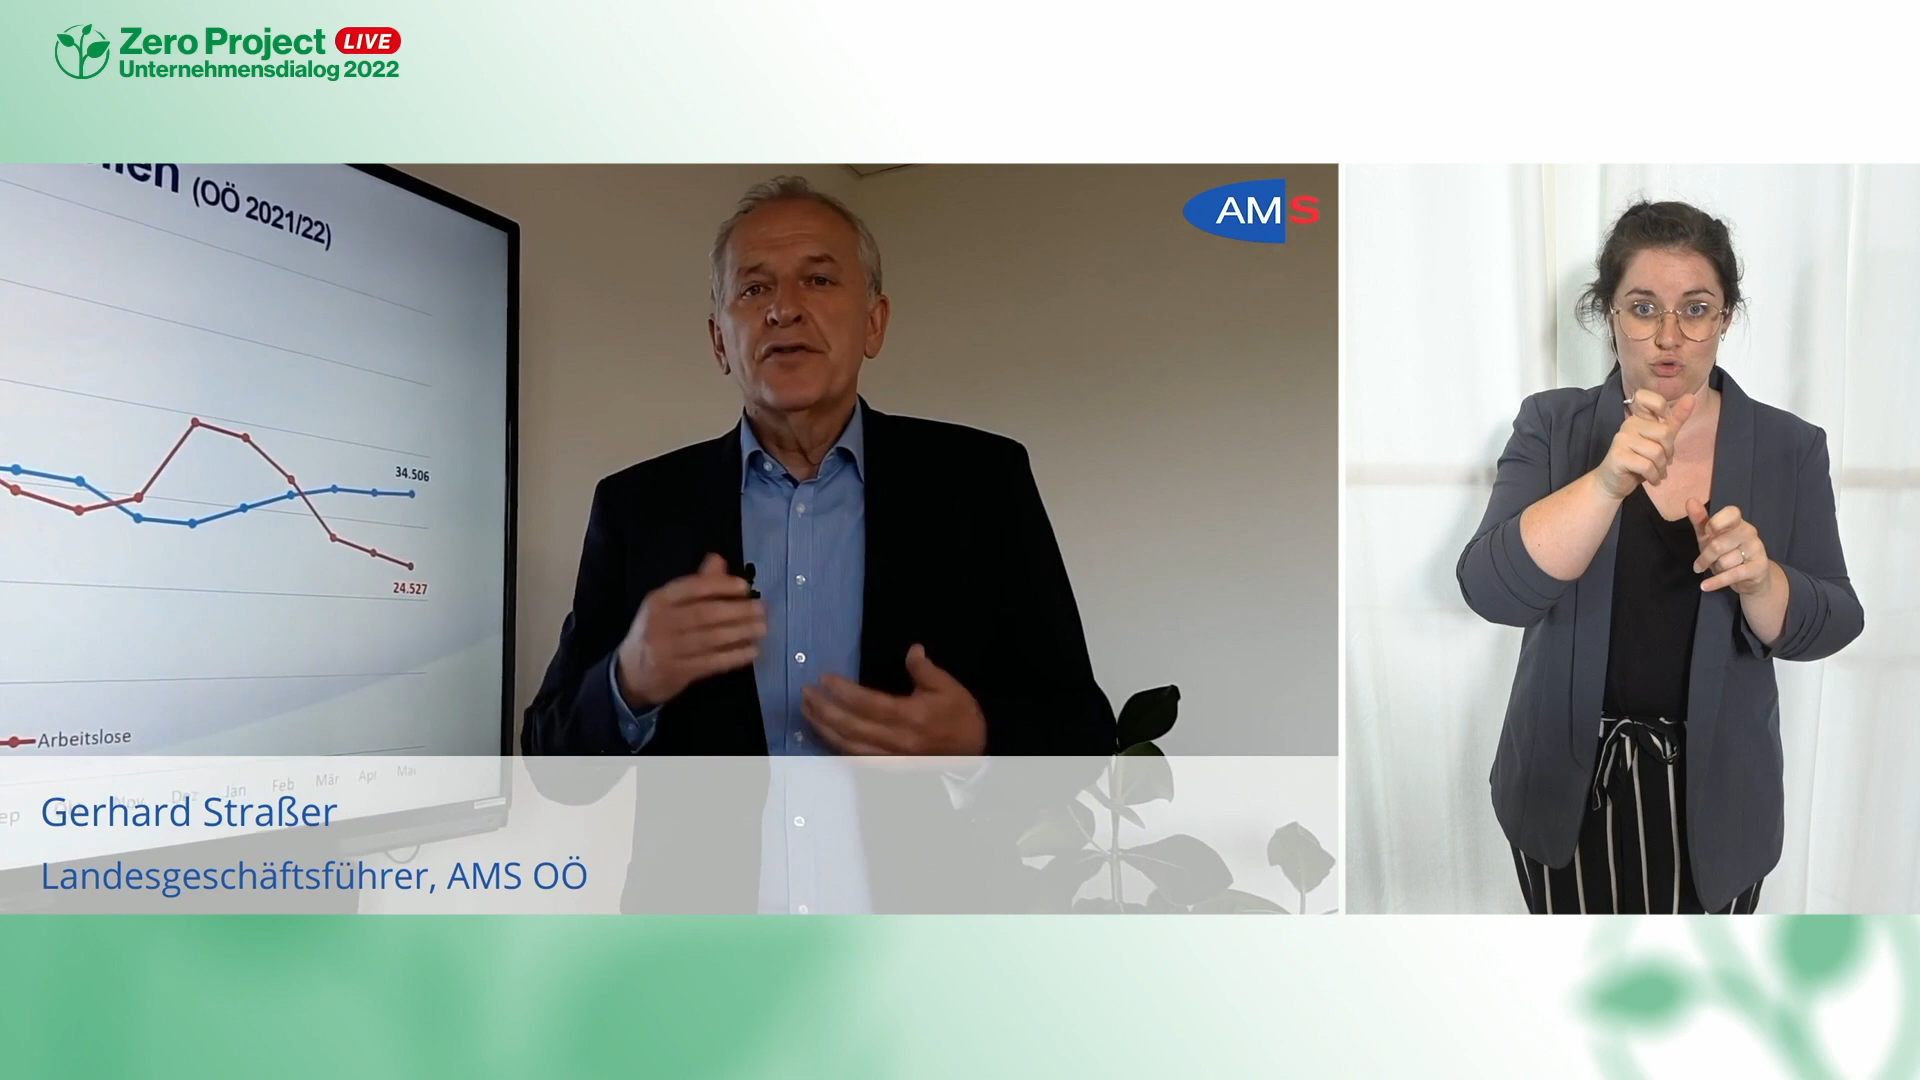 Zero Project LIVE
Unternehmensdialog 2022
(OÖ 2021/22)
AMS
34.506
24.527
Arbeitslose
Jän Feb Mär Apr Mai
Gerhard Straßer
Landesgeschäftsführer, AMS OÖ